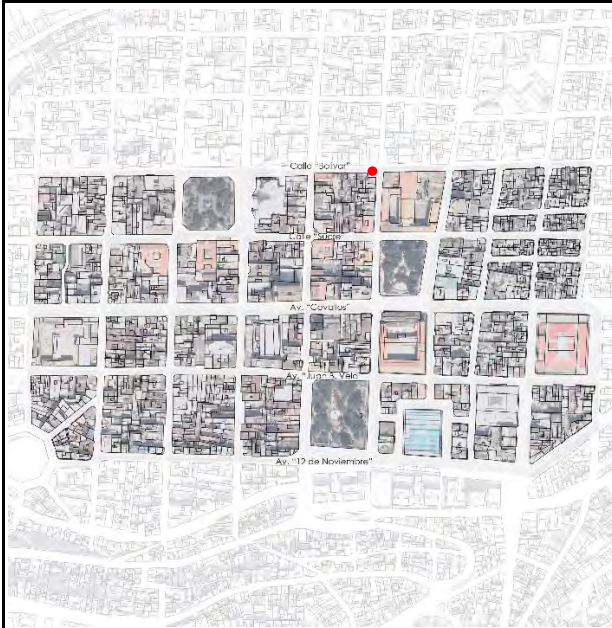 Calle "Bolívar"
Calle "Sucre"
Av. "Cevallos"
Av. "Juan B. Vela"
Av. "12 de Noviembre"